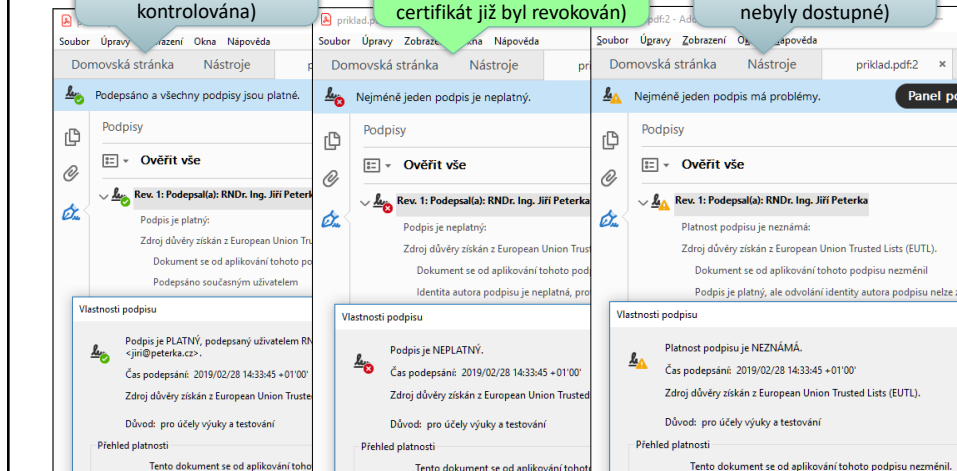 kontrolována)
Soubor Úpravy Okna Nápověda
Domovská stránka Nástroje
Podepsáno a všechny podpisy jsou platné.
Podpisy
Ověřit vše
Rev. 1: Podepsal(a): RNDr. Ing. Jiří Peterk
Podpis je platný:
Zdroj důvěry získán z European Union Tru
Dokument se od aplikování tohoto po
Podepsáno současným uživatelem
Vlastnosti podpisu
Podpis je PLATNÝ, podepsaný uživatelem RN
<jiri@peterka.cz>.
Čas podepsání: 2019/02/28 14:33:45 +01'00'
Zdroj důvěry získán z European Union Truste
Důvod: pro účely výuky a testování
Přehled platnosti
Tento dokument se od aplikování toho
certifikát již byl revokován)
Soubor Úpravy Nápověda
Domovská stránka Nástroje pri
Nejméně jeden podpis je neplatný.
Podpisy
Ověřit vše
Rev. 1: Podepsal(a): RNDr. Ing. Jiří Peterka
Podpis je neplatný:
Zdroj důvěry získán z European Union Trus
Dokument se od aplikování tohoto pod
Identita autora podpisu je neplatná, pro
Vlastnosti podpisu
Podpis je NEPLATNÝ.
Čas podepsání: 2019/02/28 14:33:45 +01'00'
Zdroj důvěry získán z European Union Trusted
Důvod: pro účely výuky a testování
Přehled platnosti
Tento dokument se od aplikování tohot
nebyly dostupné)
Soubor Úpravy Zobrazení
Domovská stránka Nástroje priklad.pdf:2 ×
Nejméně jeden podpis má problémy. Panel po
Podpisy
Ověřit vše
Rev. 1: Podepsal(a): RNDr. Ing. Jiří Peterka
Platnost podpisu je neznámá:
Zdroj důvěry získán z European Union Trusted Lists (EUTL).
Dokument se od aplikování tohoto podpisu nezměnil
Podpis je platný, ale odvolání identity autora podpisu nelze z
Vlastnosti podpisu
Platnost podpisu je NEZNÁMÁ.
Čas podepsání: 2019/02/28 14:33:45 +01'00'
Zdroj důvěry získán z European Union Trusted Lists (EUTL).
Důvod: pro účely výuky a testování
Přehled platnosti
Tento dokument se od aplikování tohoto podpisu nezměnil.